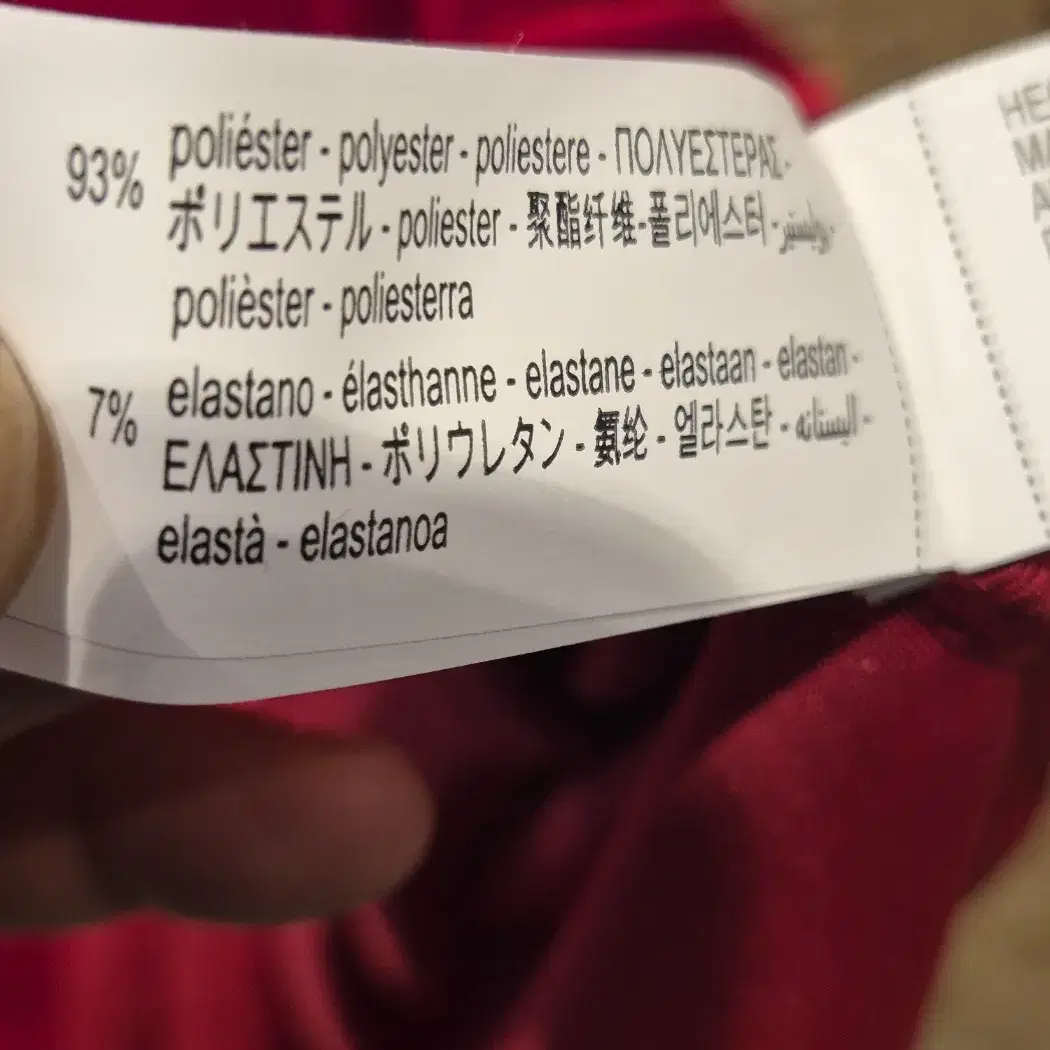 93% poliéster - polyester - poliestere - ΠΟΛΥΕΣΤΕΡΑΣ -
ポリエステル - poliester - 聚酯纤维 - 폴리에스터 -
polièster - poliesterra
7% elastano - élasthanne - elastane - elastaan - elastan -
ΕΛΑΣΤΙΝΗ - ポリウレタン - 氨纶 - 엘라스탄 - اليستانه -
elastà - elastanoa